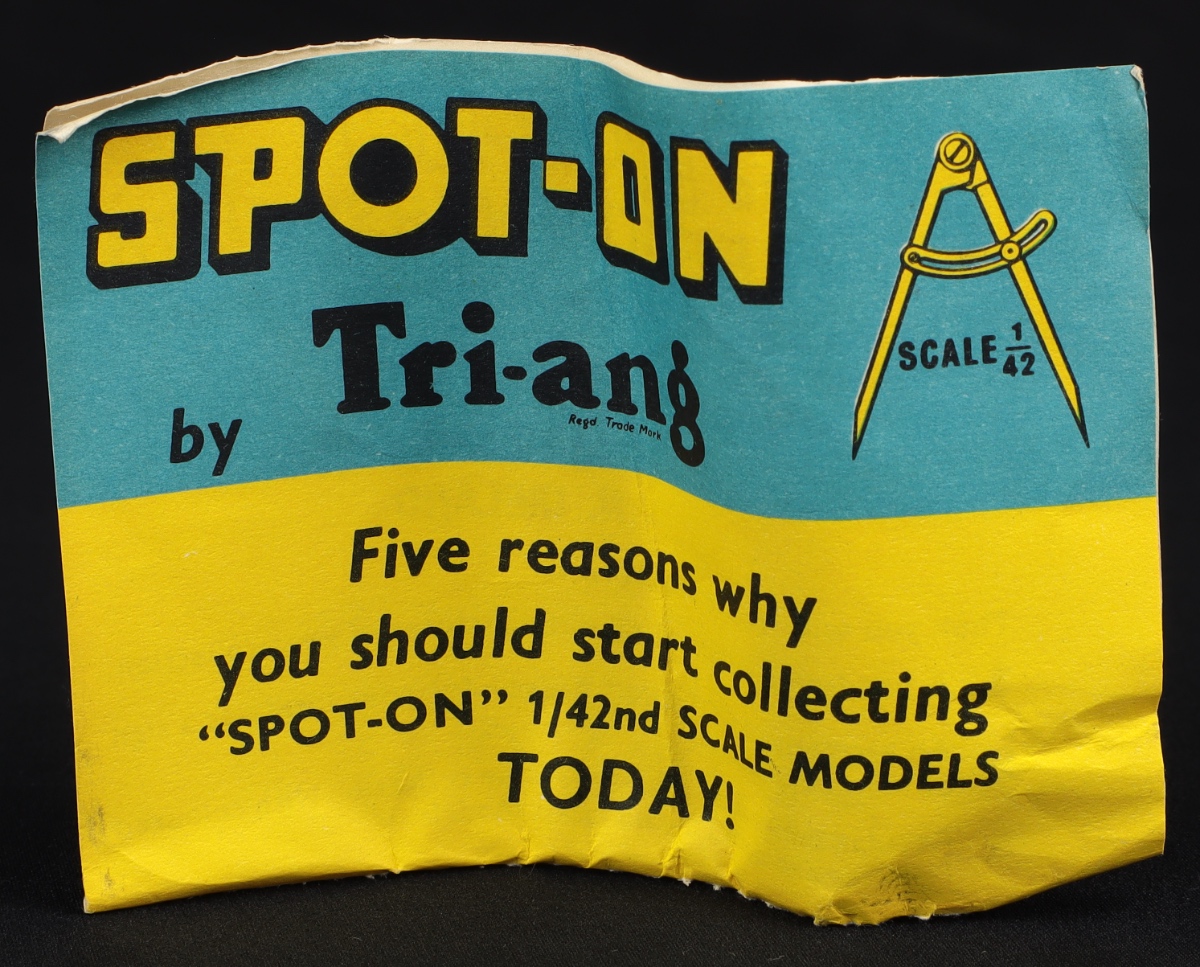 SPOT-ON
by Tri-ang
Regd. Trade Mark
SCALE 1/42
Five reasons why
you should start collecting
“SPOT-ON” 1/42nd SCALE MODELS
TODAY!